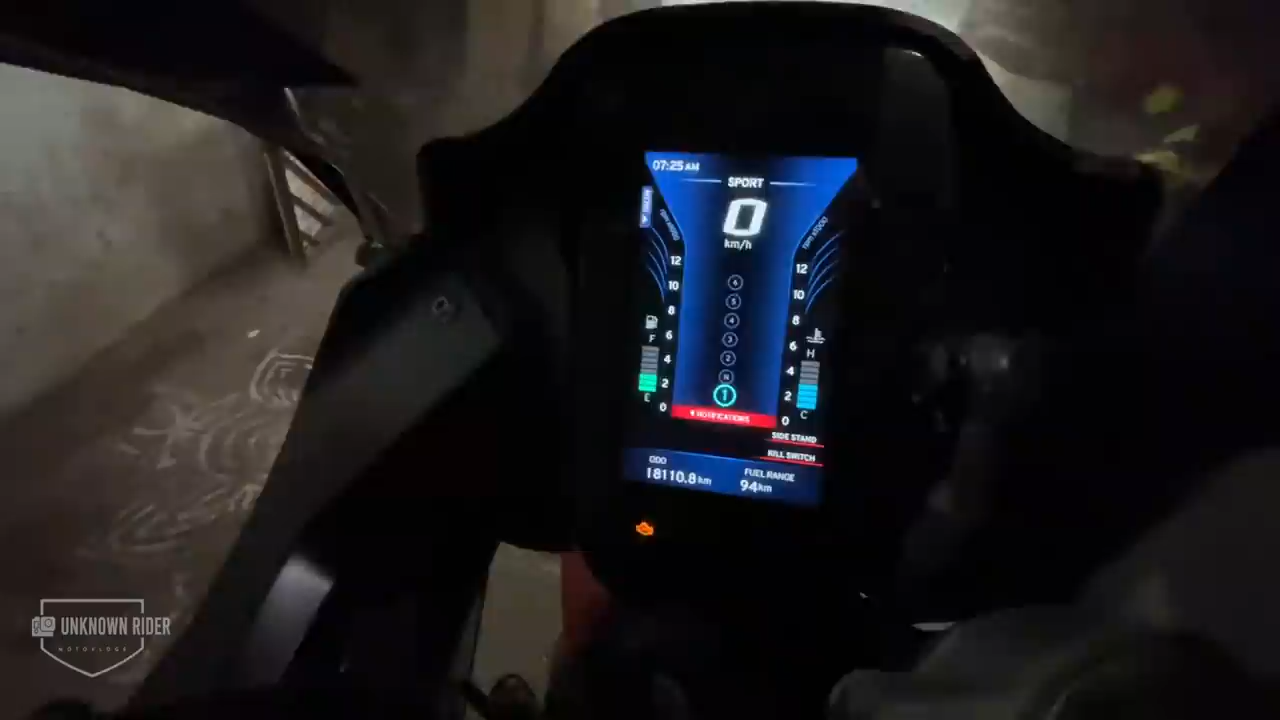 07:25 AM
SPORT
0
km/h
12
10
8
6
4
2
0
F
E
6
5
4
3
2
N
1
12
10
8
6
4
2
0
H
C
NOTIFICATIONS
SIDE STAND
KILL SWITCH
ODO
18110.8 km
FUEL RANGE
94 km
UNKNOWN RIDER
MOTOVLOGS